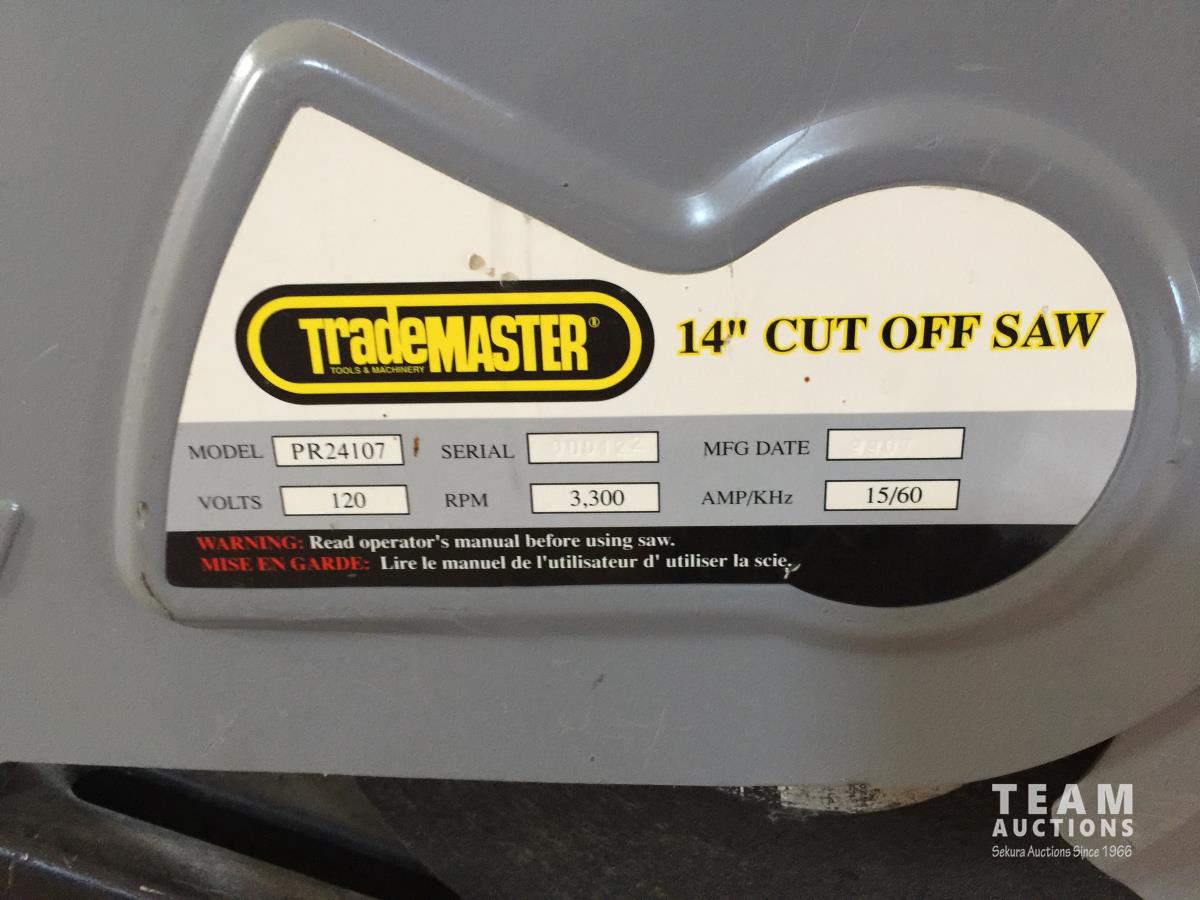 TradeMASTER®
TOOLS & MACHINERY
14" CUT OFF SAW
MODEL PR24107 SERIAL 000122 MFG DATE 9907
VOLTS 120 RPM 3,300 AMP/KHz 15/60
WARNING: Read operator's manual before using saw.
MISE EN GARDE: Lire le manuel de l'utilisateur d' utiliser la scie.
TEAM
AUCTIONS
Sekura Auctions Since 1966